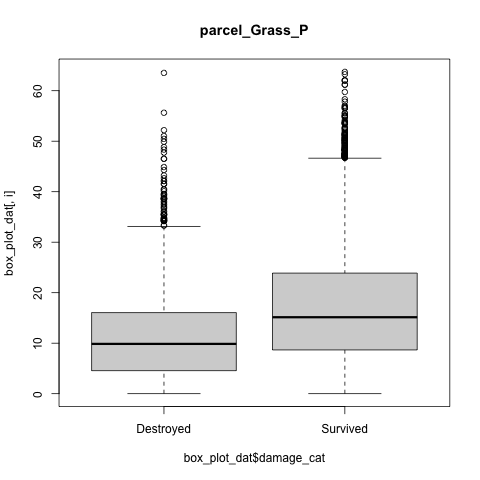 parcel_Grass_P
box_plot_dat[, i]
60
50
40
30
20
10
0
Destroyed Survived
box_plot_dat$damage_cat